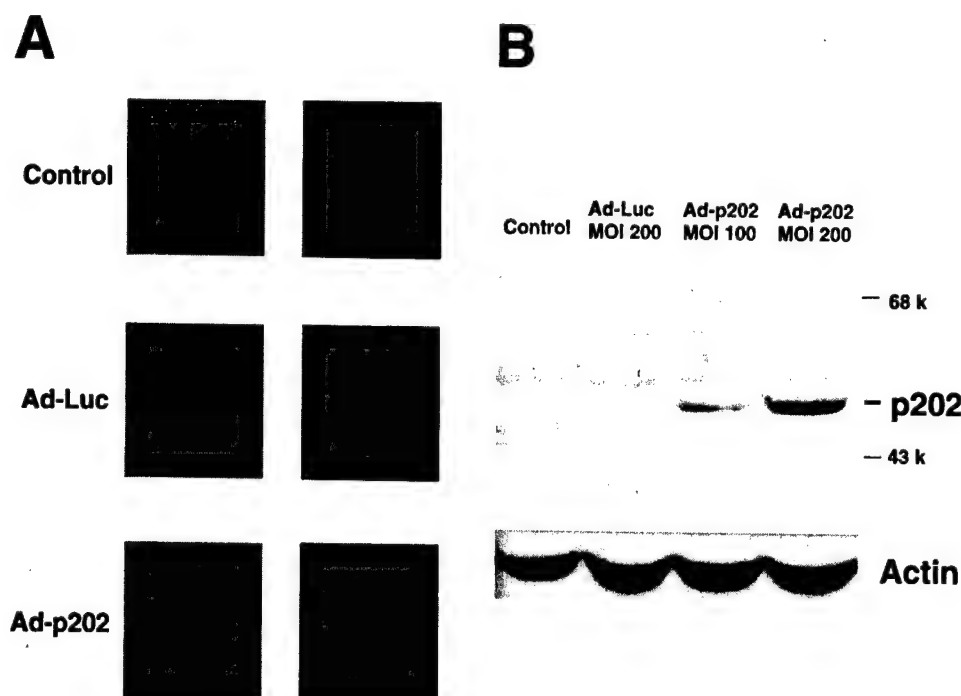 A
Control
Ad-Luc
Ad-p202
B
Control
Ad-Luc MOI 200
Ad-p202 MOI 100
Ad-p202 MOI 200
68 k
p202
43 k
Actin